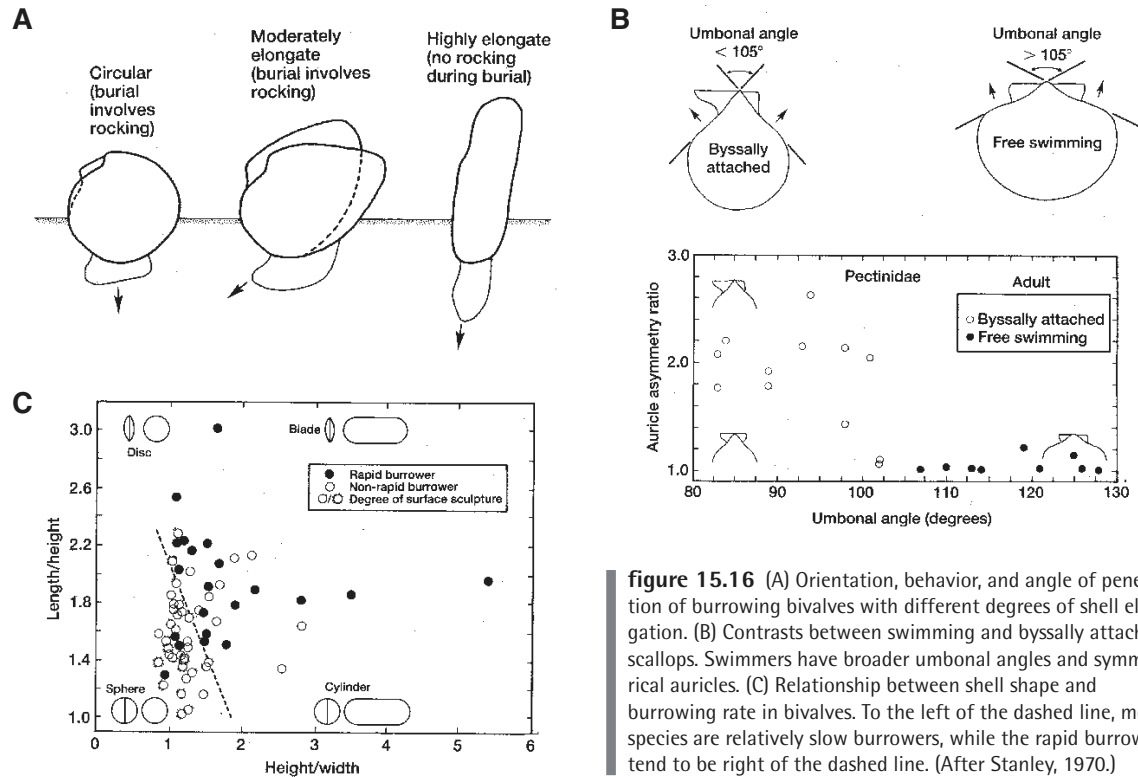 A
Circular
(burial
involves
rocking)
Moderately
elongate
(burial involves
rocking)
Highly elongate
(no rocking
during burial)
B
Umbonal angle
< 105°
Byssally
attached
Umbonal angle
> 105°
Free swimming
3.0
2.0
1.0
Auricle asymmetry ratio
Pectinidae
Adult
Byssally attached
Free swimming
80 90 100 110 120 130
Umbonal angle (degrees)
C
3.0
2.6
2.2
1.8
1.4
1.0
Length/height
Disc
Blade
Rapid burrower
Non-rapid burrower
Degree of surface sculpture
Sphere
Cylinder
0 1 2 3 4 5 6
Height/width
figure 15.16 (A) Orientation, behavior, and angle of pene
tion of burrowing bivalves with different degrees of shell el
gation. (B) Contrasts between swimming and byssally attach
scallops. Swimmers have broader umbonal angles and symm
rical auricles. (C) Relationship between shell shape and
burrowing rate in bivalves. To the left of the dashed line, m
species are relatively slow burrowers, while the rapid burrow
tend to be right of the dashed line. (After Stanley, 1970.)